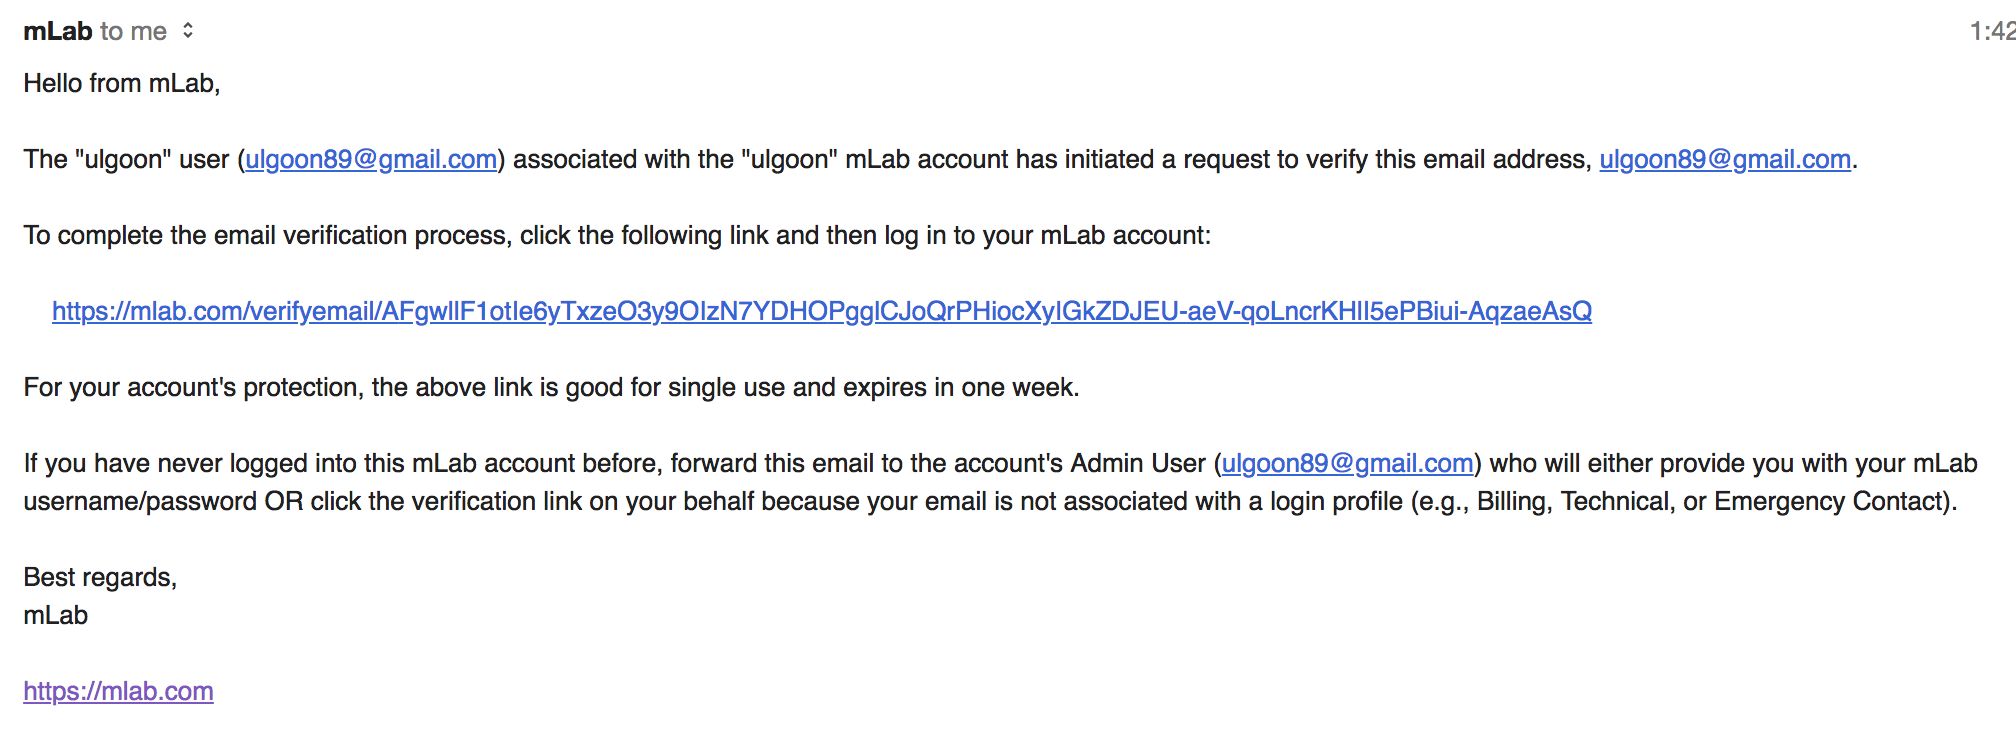 mLab to me
1:42
Hello from mLab,
The "ulgoon" user (ulgoon89@gmail.com) associated with the "ulgoon" mLab account has initiated a request to verify this email address, ulgoon89@gmail.com.
To complete the email verification process, click the following link and then log in to your mLab account:
https://mlab.com/verifyemail/AFgwllF1otIe6yTxzeO3y9OIzN7YDHOPgglCJoQrPHiocXyIGkZDJEU-aeV-qoLncrKHII5ePBiui-AqzaeAsQ
For your account's protection, the above link is good for single use and expires in one week.
If you have never logged into this mLab account before, forward this email to the account's Admin User (ulgoon89@gmail.com) who will either provide you with your mLab
username/password OR click the verification link on your behalf because your email is not associated with a login profile (e.g., Billing, Technical, or Emergency Contact).
Best regards,
mLab
https://mlab.com